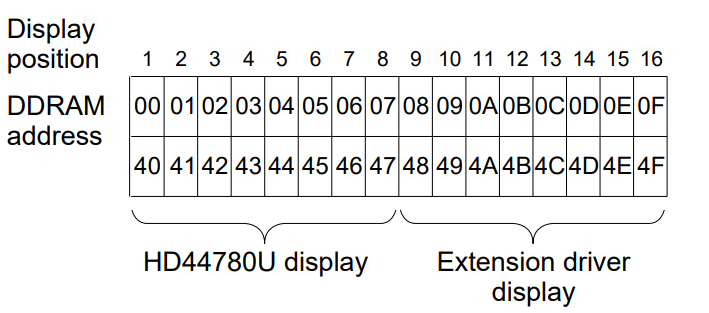 Display
position 1 2 3 4 5 6 7 8 9 10 11 12 13 14 15 16
DDRAM 00 01 02 03 04 05 06 07 08 09 0A 0B 0C 0D 0E 0F
address
40 41 42 43 44 45 46 47 48 49 4A 4B 4C 4D 4E 4F
HD44780U display Extension driver
display